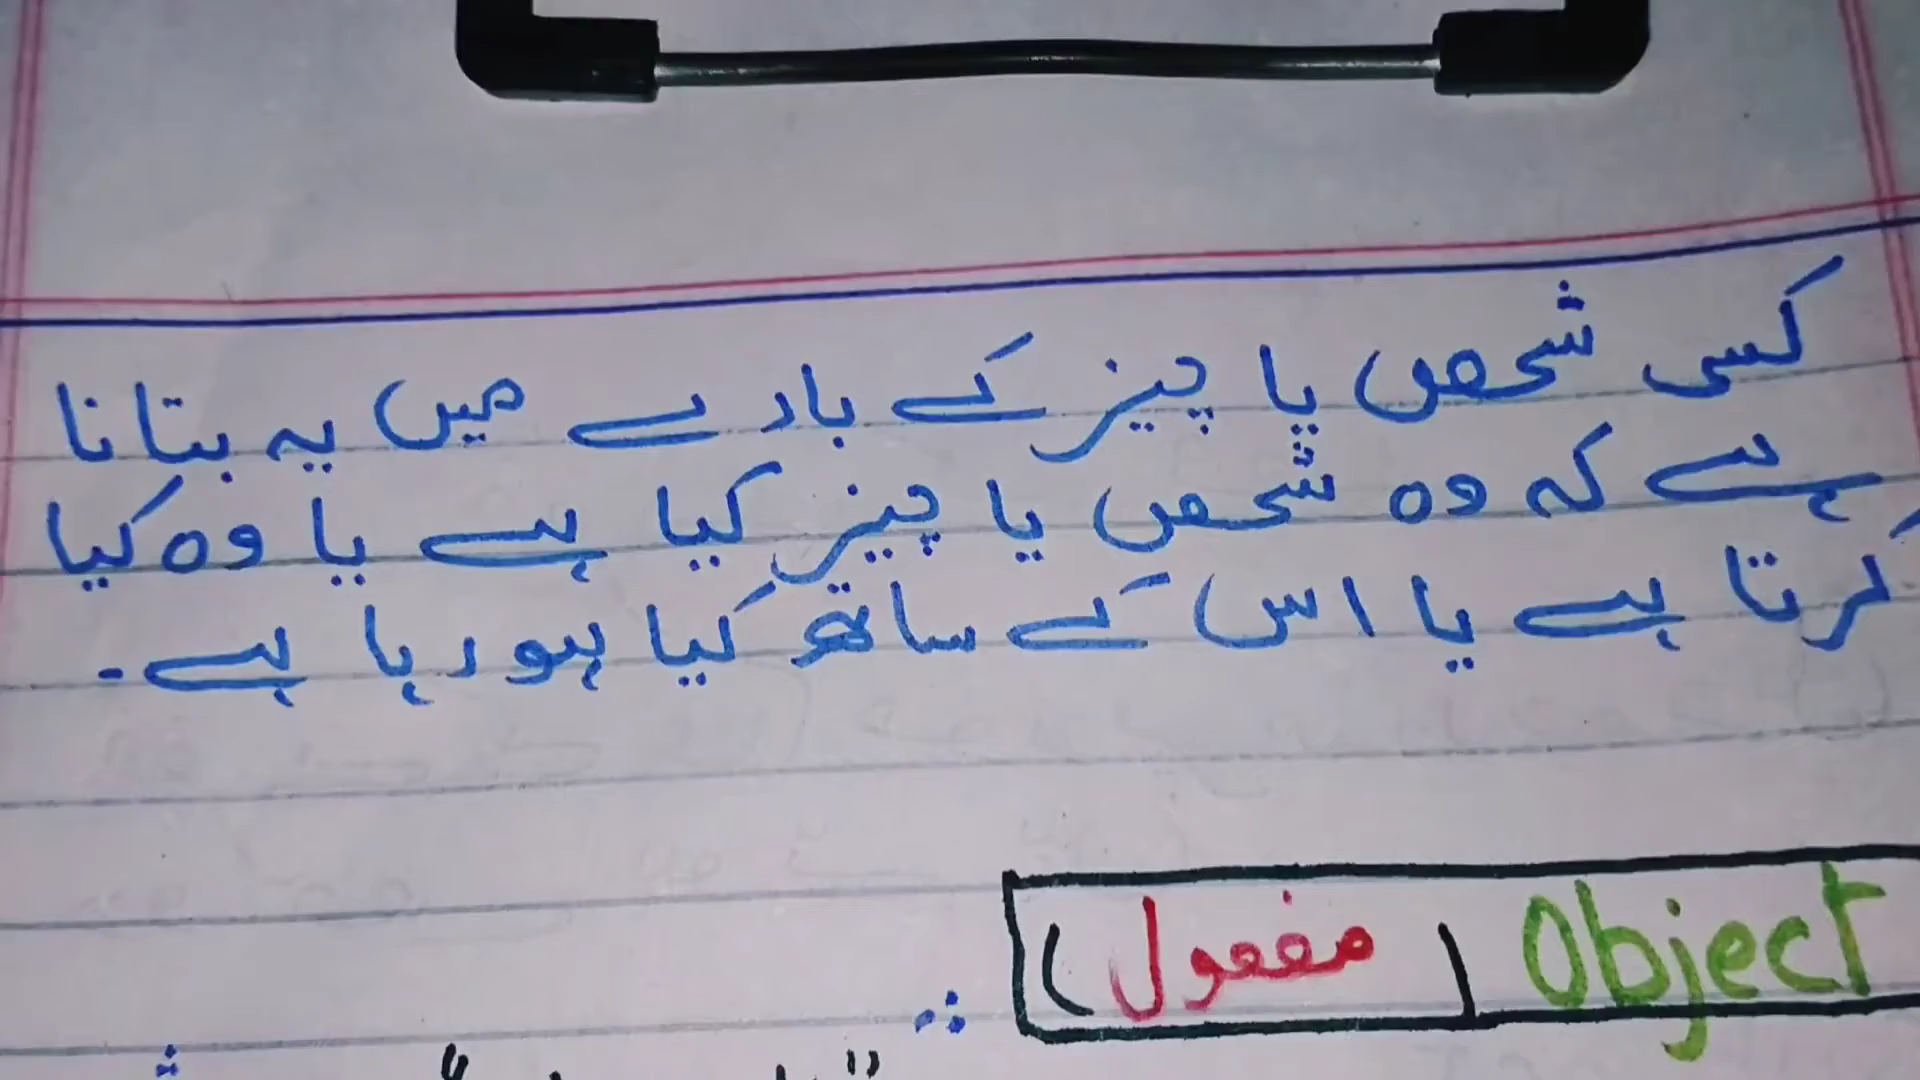 کسی شخص یا چیز کے بارے میں یہ بتانا
ہے کہ وہ شخص یا چیز کیا ہے یا وہ کیا
کرتا ہے یا اس کے ساتھ کیا ہو رہا ہے۔
Object (مفعول)